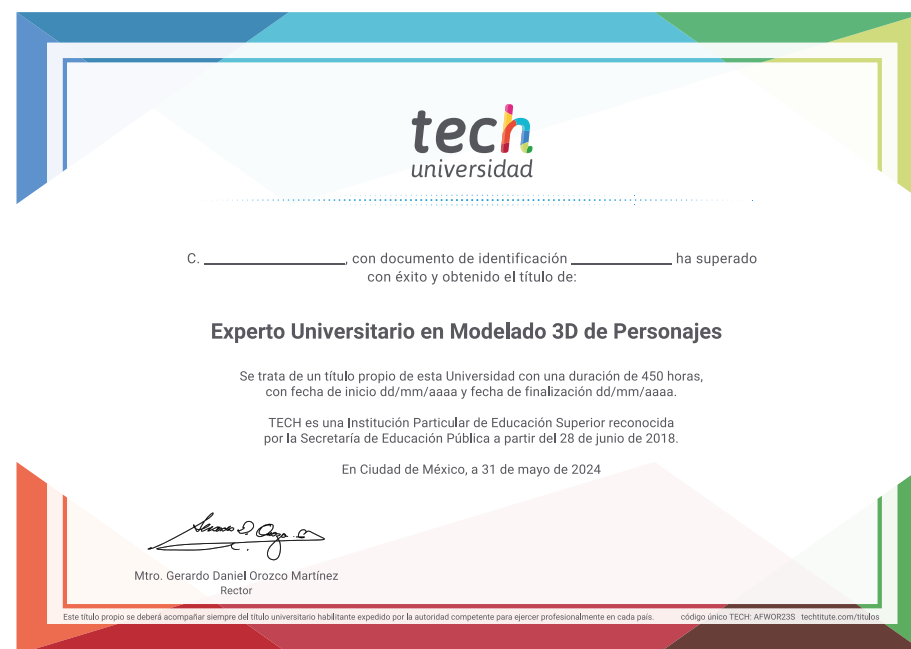 tech
universidad
C. ____________________, con documento de identificación ______________ ha superado
con éxito y obtenido el título de:
Experto Universitario en Modelado 3D de Personajes
Se trata de un título propio de esta Universidad con una duración de 450 horas,
con fecha de inicio dd/mm/aaaa y fecha de finalización dd/mm/aaaa.
TECH es una Institución Particular de Educación Superior reconocida
por la Secretaría de Educación Pública a partir del 28 de junio de 2018.
En Ciudad de México, a 31 de mayo de 2024
Mtro. Gerardo Daniel Orozco Martínez
Rector
Este título propio se deberá acompañar siempre del título universitario habilitante expedido por la autoridad competente para ejercer profesionalmente en cada país. código único TECH: AFWOR23S techtitute.com/titulos